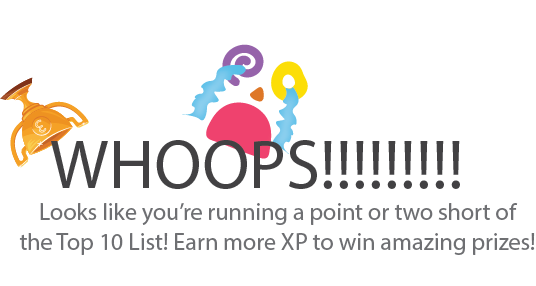 WHOOPS!!!!!!!!!
Looks like you’re running a point or two short of
the Top 10 List! Earn more XP to win amazing prizes!